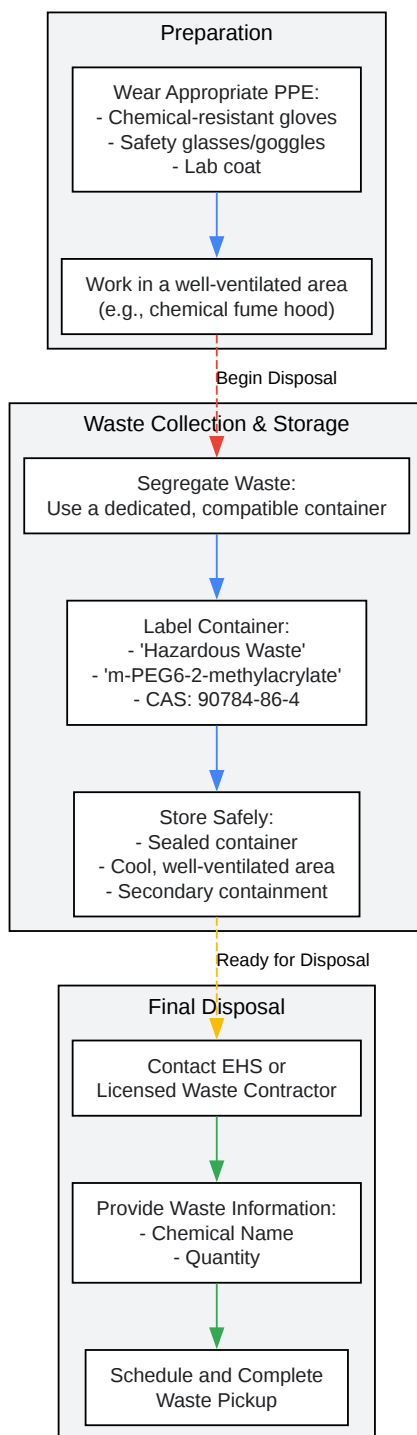 Preparation
Wear Appropriate PPE:
- Chemical-resistant gloves
- Safety glasses/goggles
- Lab coat
Work in a well-ventilated area
(e.g., chemical fume hood)
Begin Disposal
Waste Collection & Storage
Segregate Waste:
Use a dedicated, compatible container
Label Container:
- 'Hazardous Waste'
- 'm-PEG6-2-methylacrylate'
- CAS: 90784-86-4
Store Safely:
- Sealed container
- Cool, well-ventilated area
- Secondary containment
Ready for Disposal
Final Disposal
Contact EHS or
Licensed Waste Contractor
Provide Waste Information:
- Chemical Name
- Quantity
Schedule and Complete
Waste Pickup